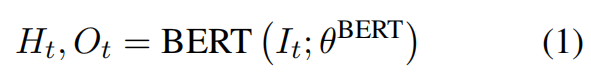 H_t, O_t = BERT (I_t; θ^BERT) (1)